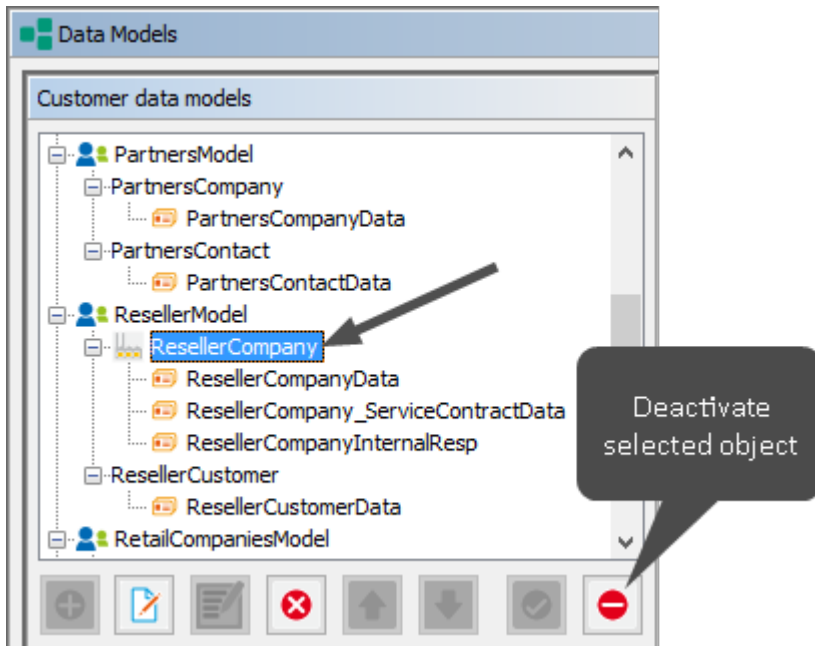 Data Models
Customer data models
PartnersModel
PartnersCompany
PartnersCompanyData
PartnersContact
PartnersContactData
ResellerModel
ResellerCompany
ResellerCompanyData
ResellerCompany_ServiceContractData
ResellerCompanyInternalResp
ResellerCustomer
ResellerCustomerData
RetailCompaniesModel
Deactivate
selected object